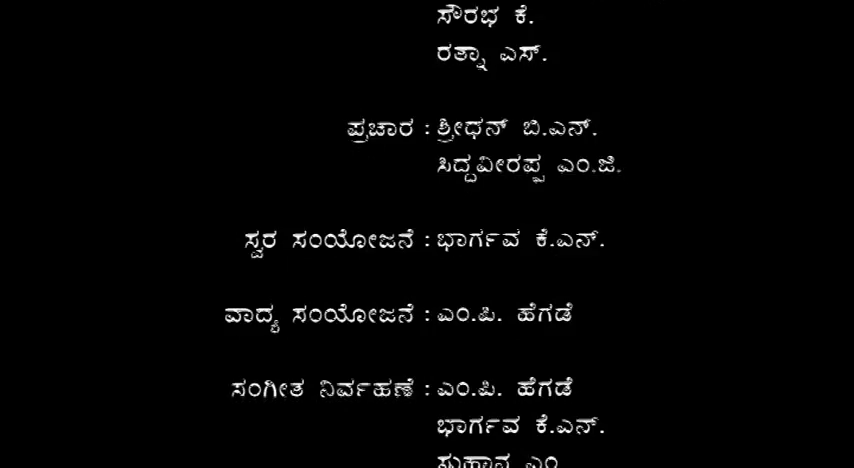 ಸೌರಭ ಕೆ.
ರತ್ನಾ ಎಸ್.
ಪ್ರಚಾರ : ಶ್ರೀಧನ್ ಬಿ.ಎನ್.
ಸಿದ್ದವೀರಪ್ಪ ಎಂ.ಜಿ.
ಸ್ವರ ಸಂಯೋಜನೆ : ಭಾರ್ಗವ ಕೆ.ಎನ್.
ವಾದ್ಯ ಸಂಯೋಜನೆ : ಎಂ.ಪಿ. ಹೆಗಡೆ
ಸಂಗೀತ ನಿರ್ವಹಣೆ : ಎಂ.ಪಿ. ಹೆಗಡೆ
ಭಾರ್ಗವ ಕೆ.ಎನ್.